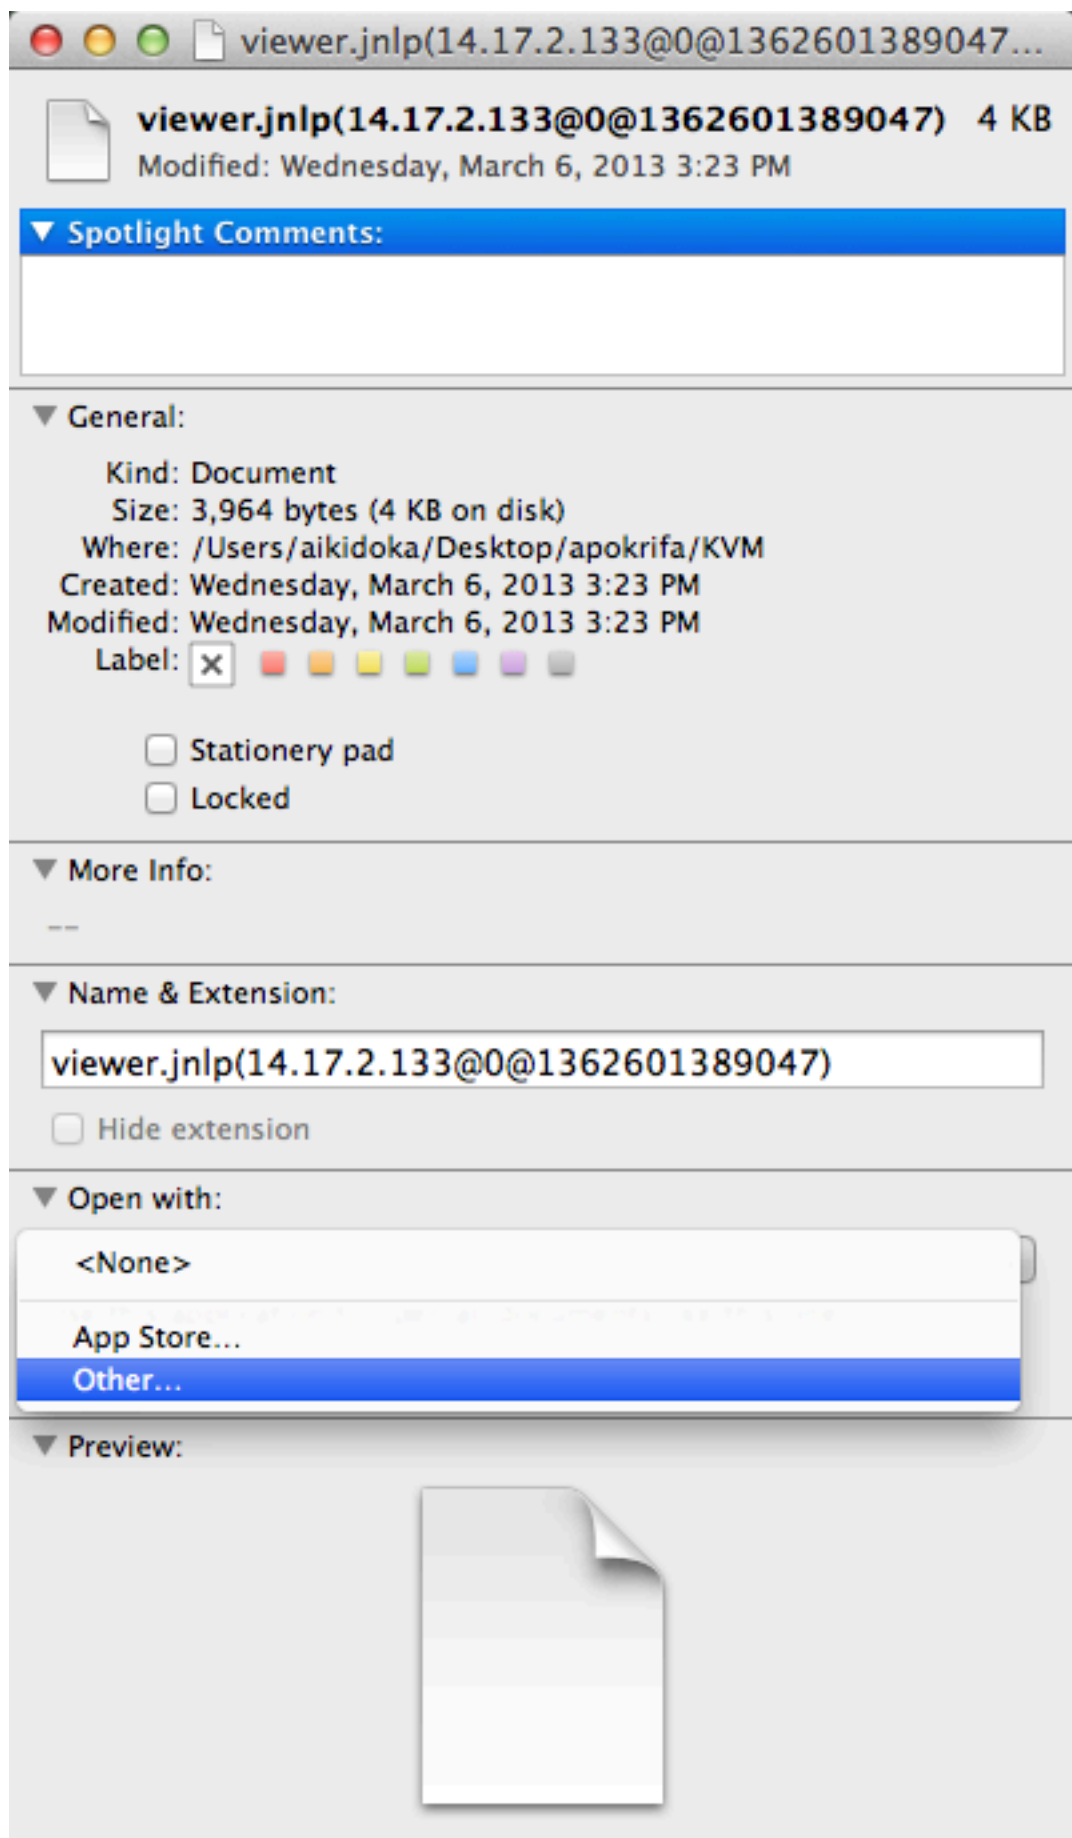 viewer.jnlp(14.17.2.133@0@1362601389047...
viewer.jnlp(14.17.2.133@0@1362601389047) 4 KB
Modified: Wednesday, March 6, 2013 3:23 PM
Spotlight Comments:
General:
Kind: Document
Size: 3,964 bytes (4 KB on disk)
Where: /Users/aikidoka/Desktop/apokrifa/KVM
Created: Wednesday, March 6, 2013 3:23 PM
Modified: Wednesday, March 6, 2013 3:23 PM
Label:
Stationery pad
Locked
More Info:
--
Name & Extension:
viewer.jnlp(14.17.2.133@0@1362601389047)
Hide extension
Open with:
<None>
App Store...
Other...
Preview: